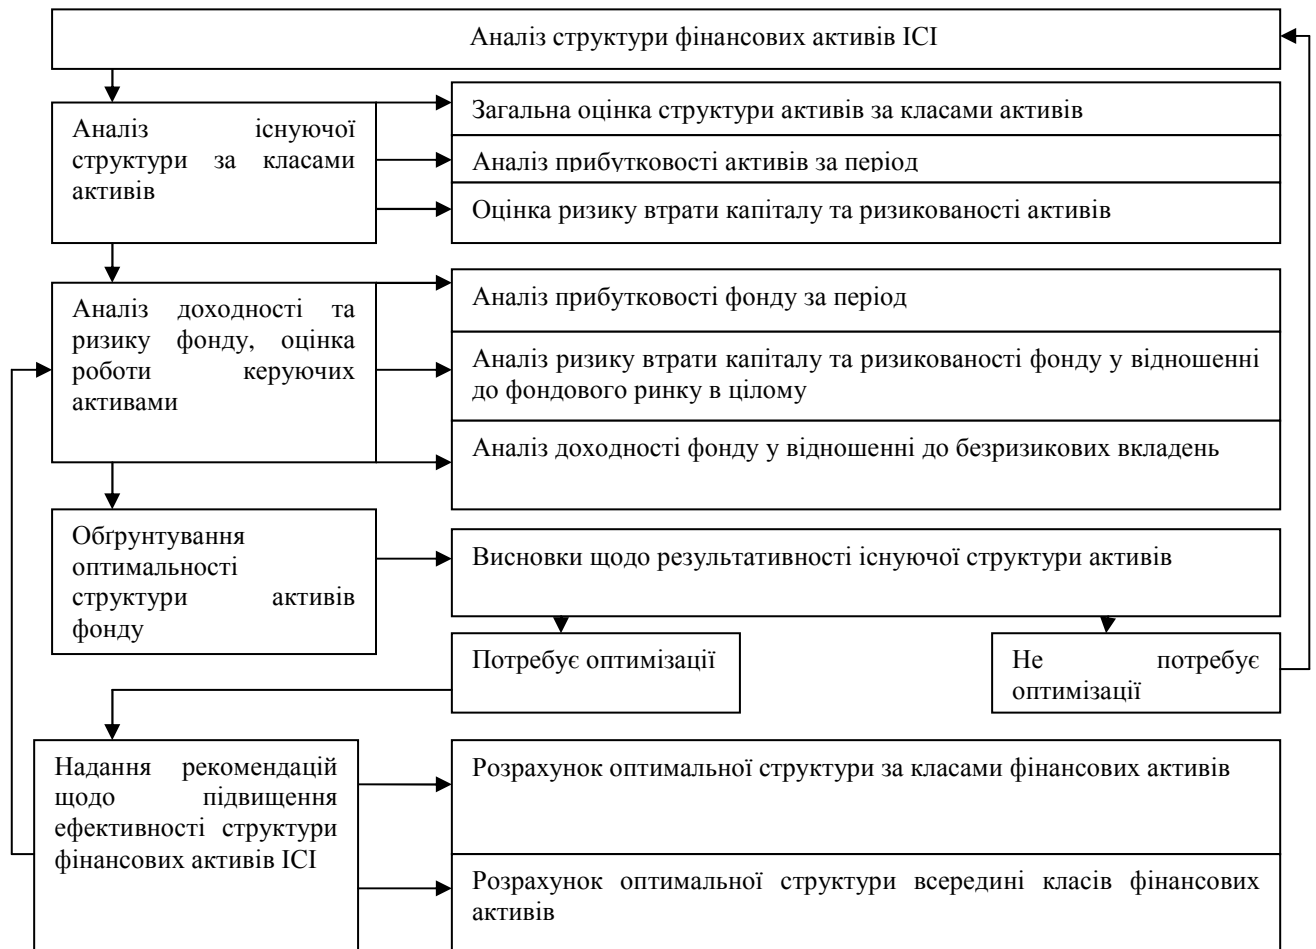 Аналіз структури фінансових активів ІСІ
Аналіз існуючої
структури за класами
активів
Загальна оцінка структури активів за класами активів
Аналіз прибутковості активів за період
Оцінка ризику втрати капіталу та ризикованості активів
Аналіз доходності та
ризику фонду, оцінка
роботи керуючих
активами
Аналіз прибутковості фонду за період
Аналіз ризику втрати капіталу та ризикованості фонду у відношенні
до фондового ринку в цілому
Аналіз доходності фонду у відношенні до безризикових вкладень
Обґрунтування
оптимальності
структури активів
фонду
Висновки щодо результативності існуючої структури активів
Потребує оптимізації
Не потребує
оптимізації
Надання рекомендацій
щодо підвищення
ефективності структури
фінансових активів ІСІ
Розрахунок оптимальної структури за класами фінансових активів
Розрахунок оптимальної структури всередині класів фінансових
активів